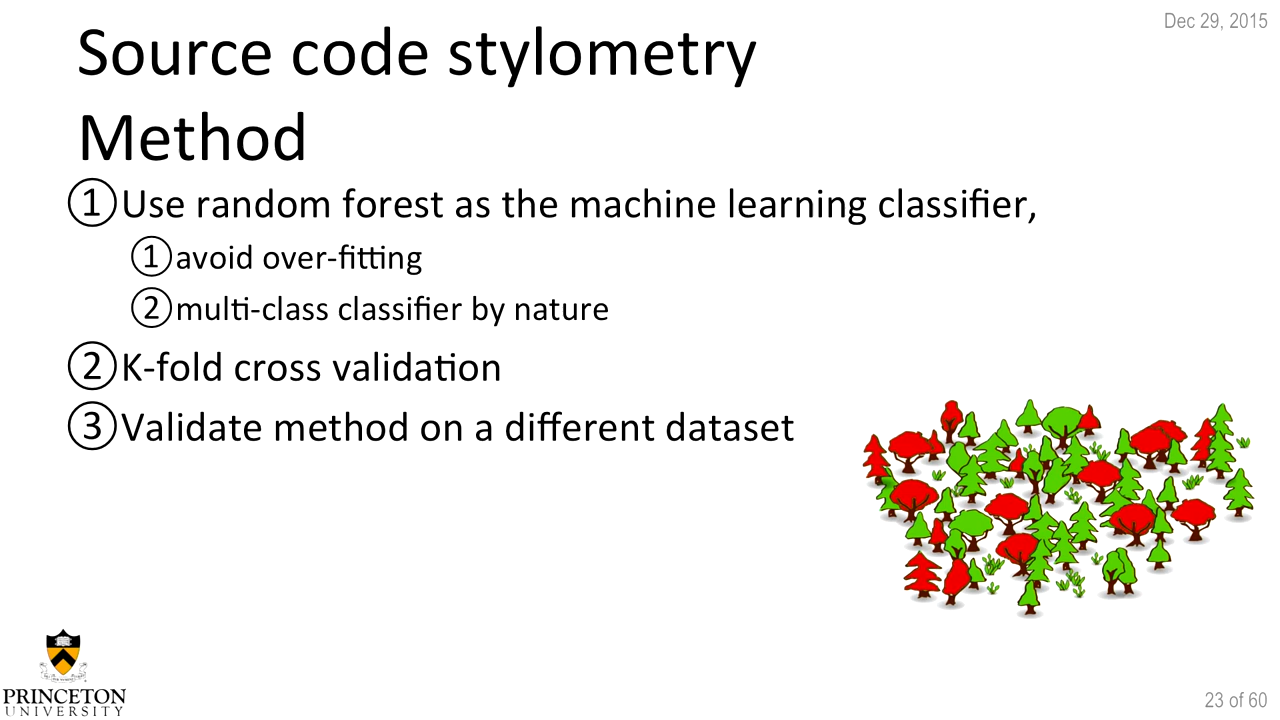 Dec 29, 2015
Source code stylometry
Method
①Use random forest as the machine learning classifier,
①avoid over-fitting
②multi-class classifier by nature
②K-fold cross validation
③Validate method on a different dataset
PRINCETON
UNIVERSITY
23 of 60